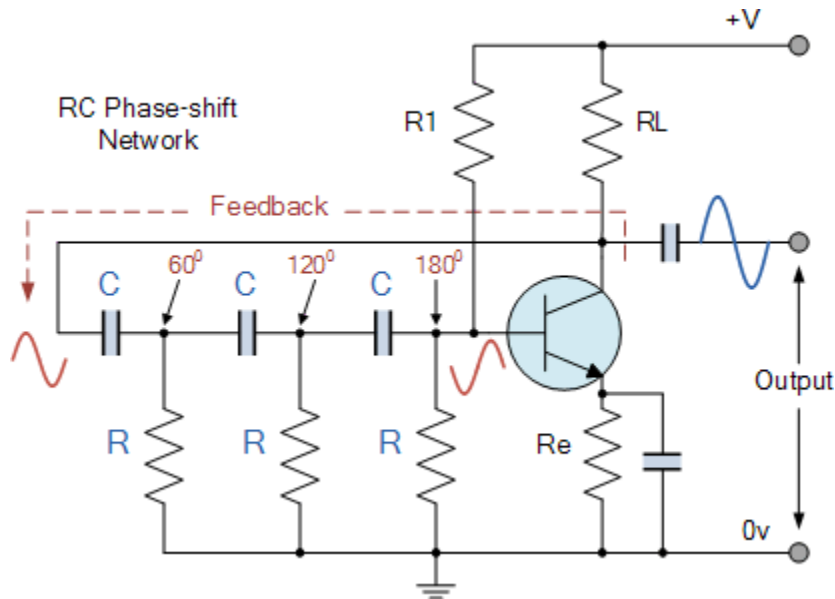 +V
RC Phase-shift
Network
R1
RL
Feedback
60⁰
120⁰
180⁰
C
C
C
Output
R
R
R
Re
0v